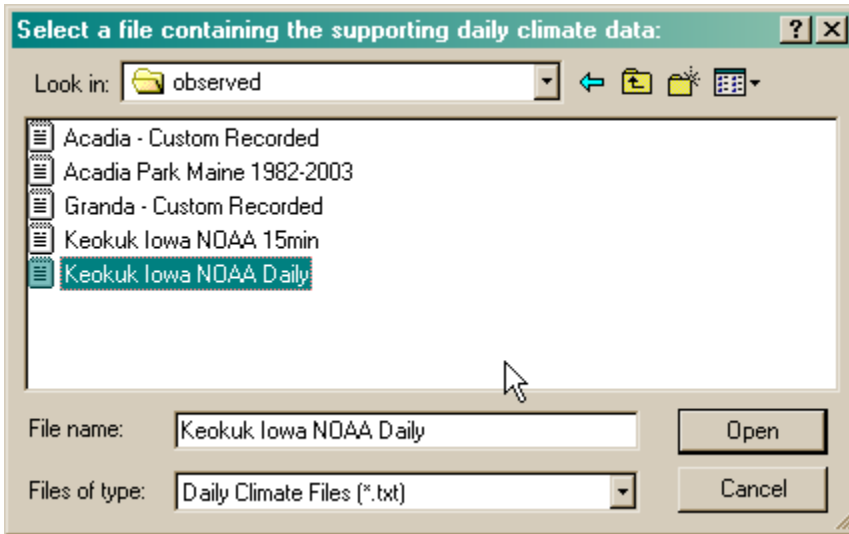 Select a file containing the supporting daily climate data:
Look in: observed
Acadia - Custom Recorded
Acadia Park Maine 1982-2003
Granda - Custom Recorded
Keokuk Iowa NOAA 15min
Keokuk Iowa NOAA Daily
File name: Keokuk Iowa NOAA Daily Open
Files of type: Daily Climate Files (*.txt) Cancel